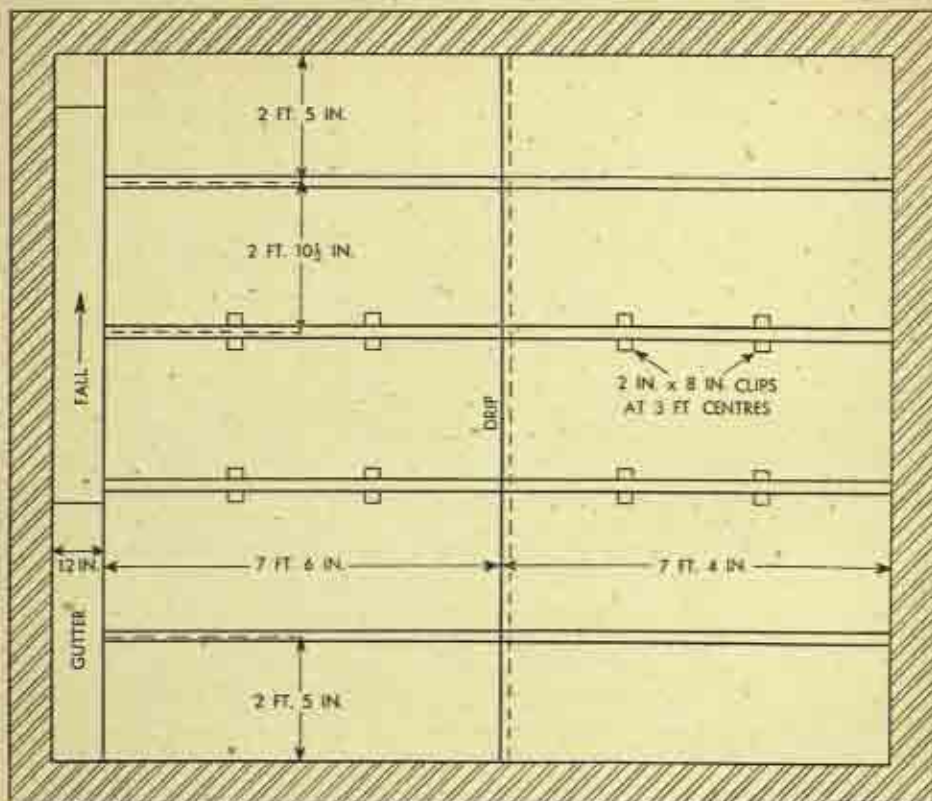 2 FT. 5 IN.
2 FT. 10½ IN.
FALL
2 IN. x 8 IN. CLIPS
AT 3 FT CENTRES
DRIP
12 IN.
7 FT 6 IN.
7 FT. 4 IN
GUTTER
2 FT. 5 IN.